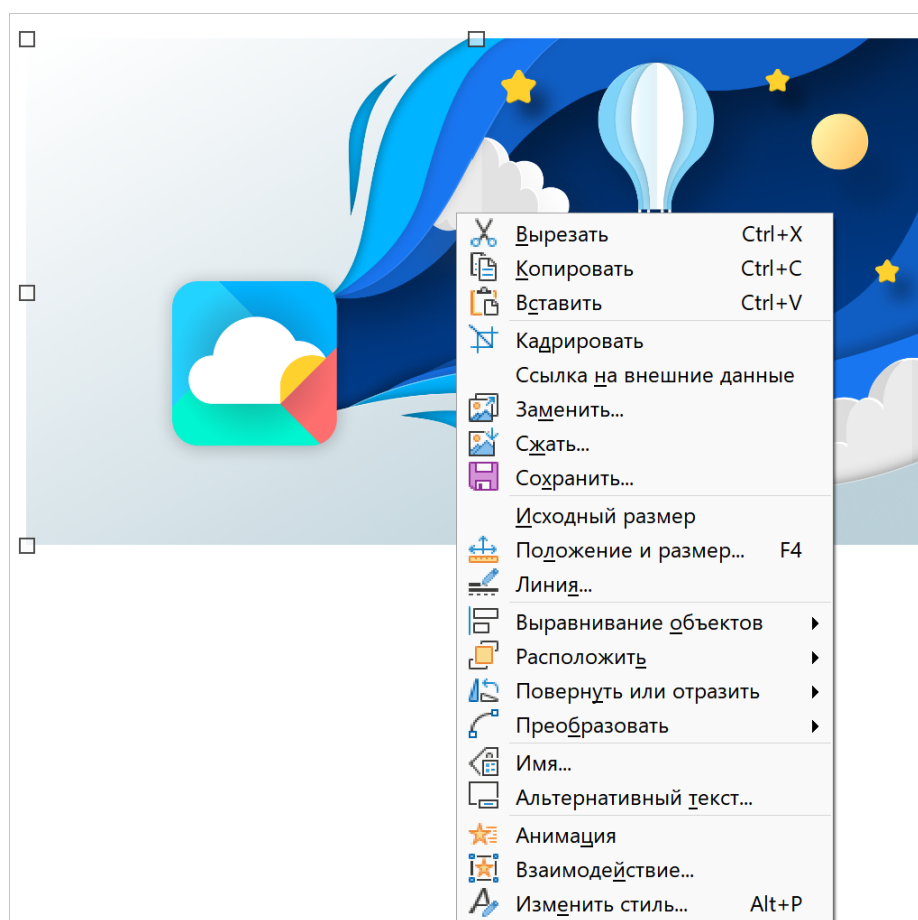 Вырезать Ctrl+X
Копировать Ctrl+C
Вставить Ctrl+V
Кадрировать
Ссылка на внешние данные
Заменить...
Сжать...
Сохранить...
Исходный размер
Положение и размер... F4
Линия...
Выравнивание объектов
Расположить
Повернуть или отразить
Преобразовать
Имя...
Альтернативный текст...
Анимация
Взаимодействие...
Изменить стиль... Alt+P